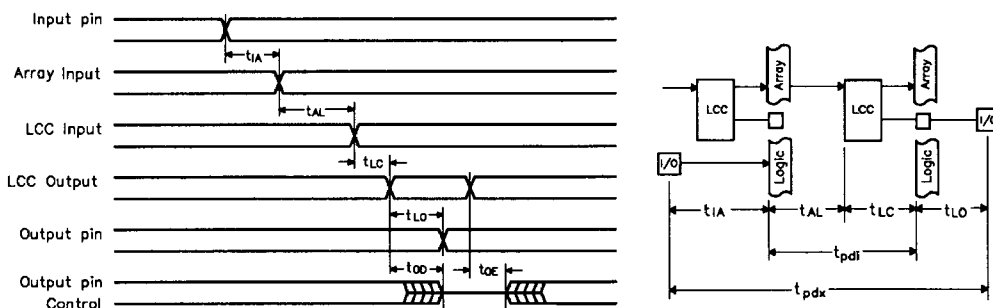 Input pin
tIA
Array Input
tAL
LCC Input
tLC
LCC Output
tLO
Output pin
tOD
tOE
Output pin
Control
LCC
Array
LCC
Array
I/O
I/O
Logic
Logic
tIA
tAL
tLC
tLO
tpdi
tpdx